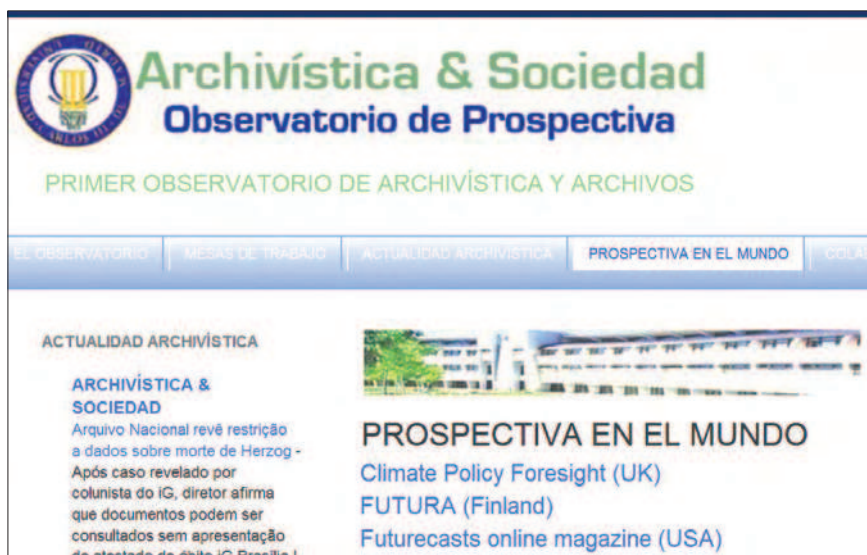 Archivística & Sociedad
Observatorio de Prospectiva
PRIMER OBSERVATORIO DE ARCHIVÍSTICA Y ARCHIVOS
EL OBSERVATORIO MESAS DE TRABAJO ACTUALIDAD ARCHIVÍSTICA PROSPECTIVA EN EL MUNDO
ACTUALIDAD ARCHIVÍSTICA
ARCHIVÍSTICA &
SOCIEDAD
Arquivo Nacional revê restrição
a dados sobre morte de Herzog -
Após caso revelado por
colunista do iG, diretor afirma
que documentos podem ser
consultados sem apresentação
PROSPECTIVA EN EL MUNDO
Climate Policy Foresight (UK)
FUTURA (Finland)
Futurecasts online magazine (USA)